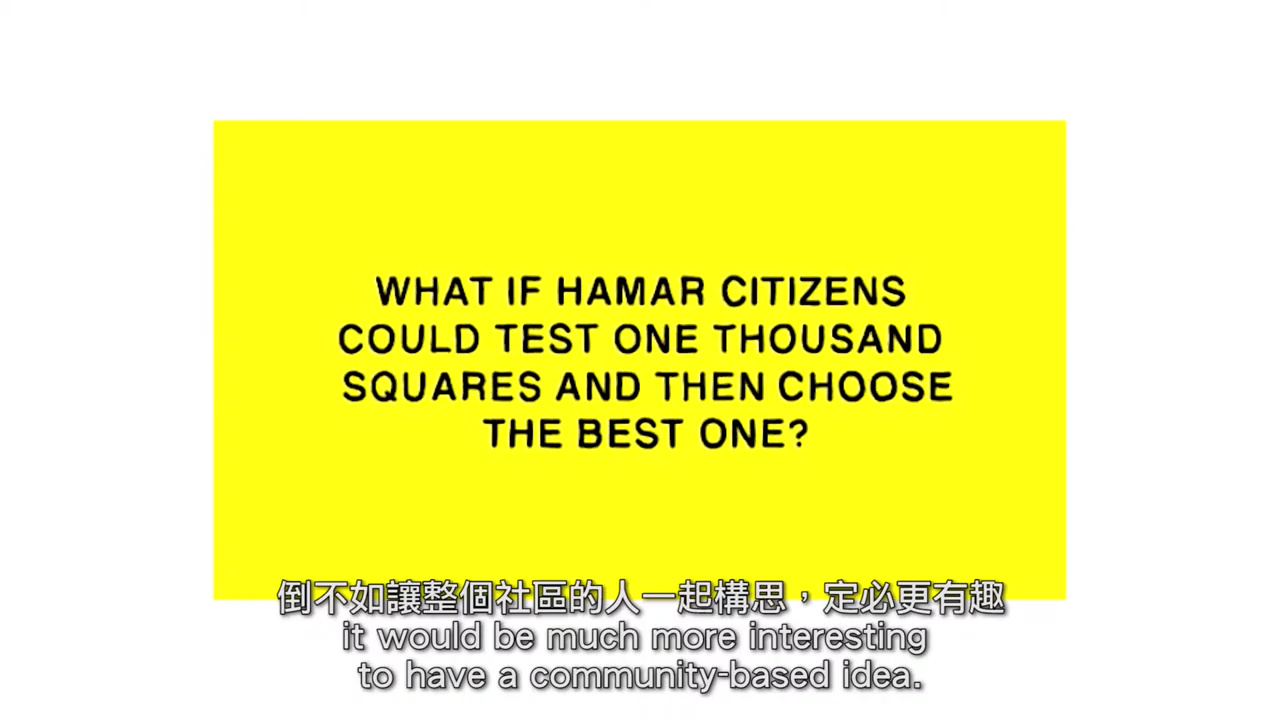 WHAT IF HAMAR CITIZENS
COULD TEST ONE THOUSAND
SQUARES AND THEN CHOOSE
THE BEST ONE?
倒不如讓整個社區的人一起構思，定必更有趣
it would be much more interesting
to have a community-based idea.